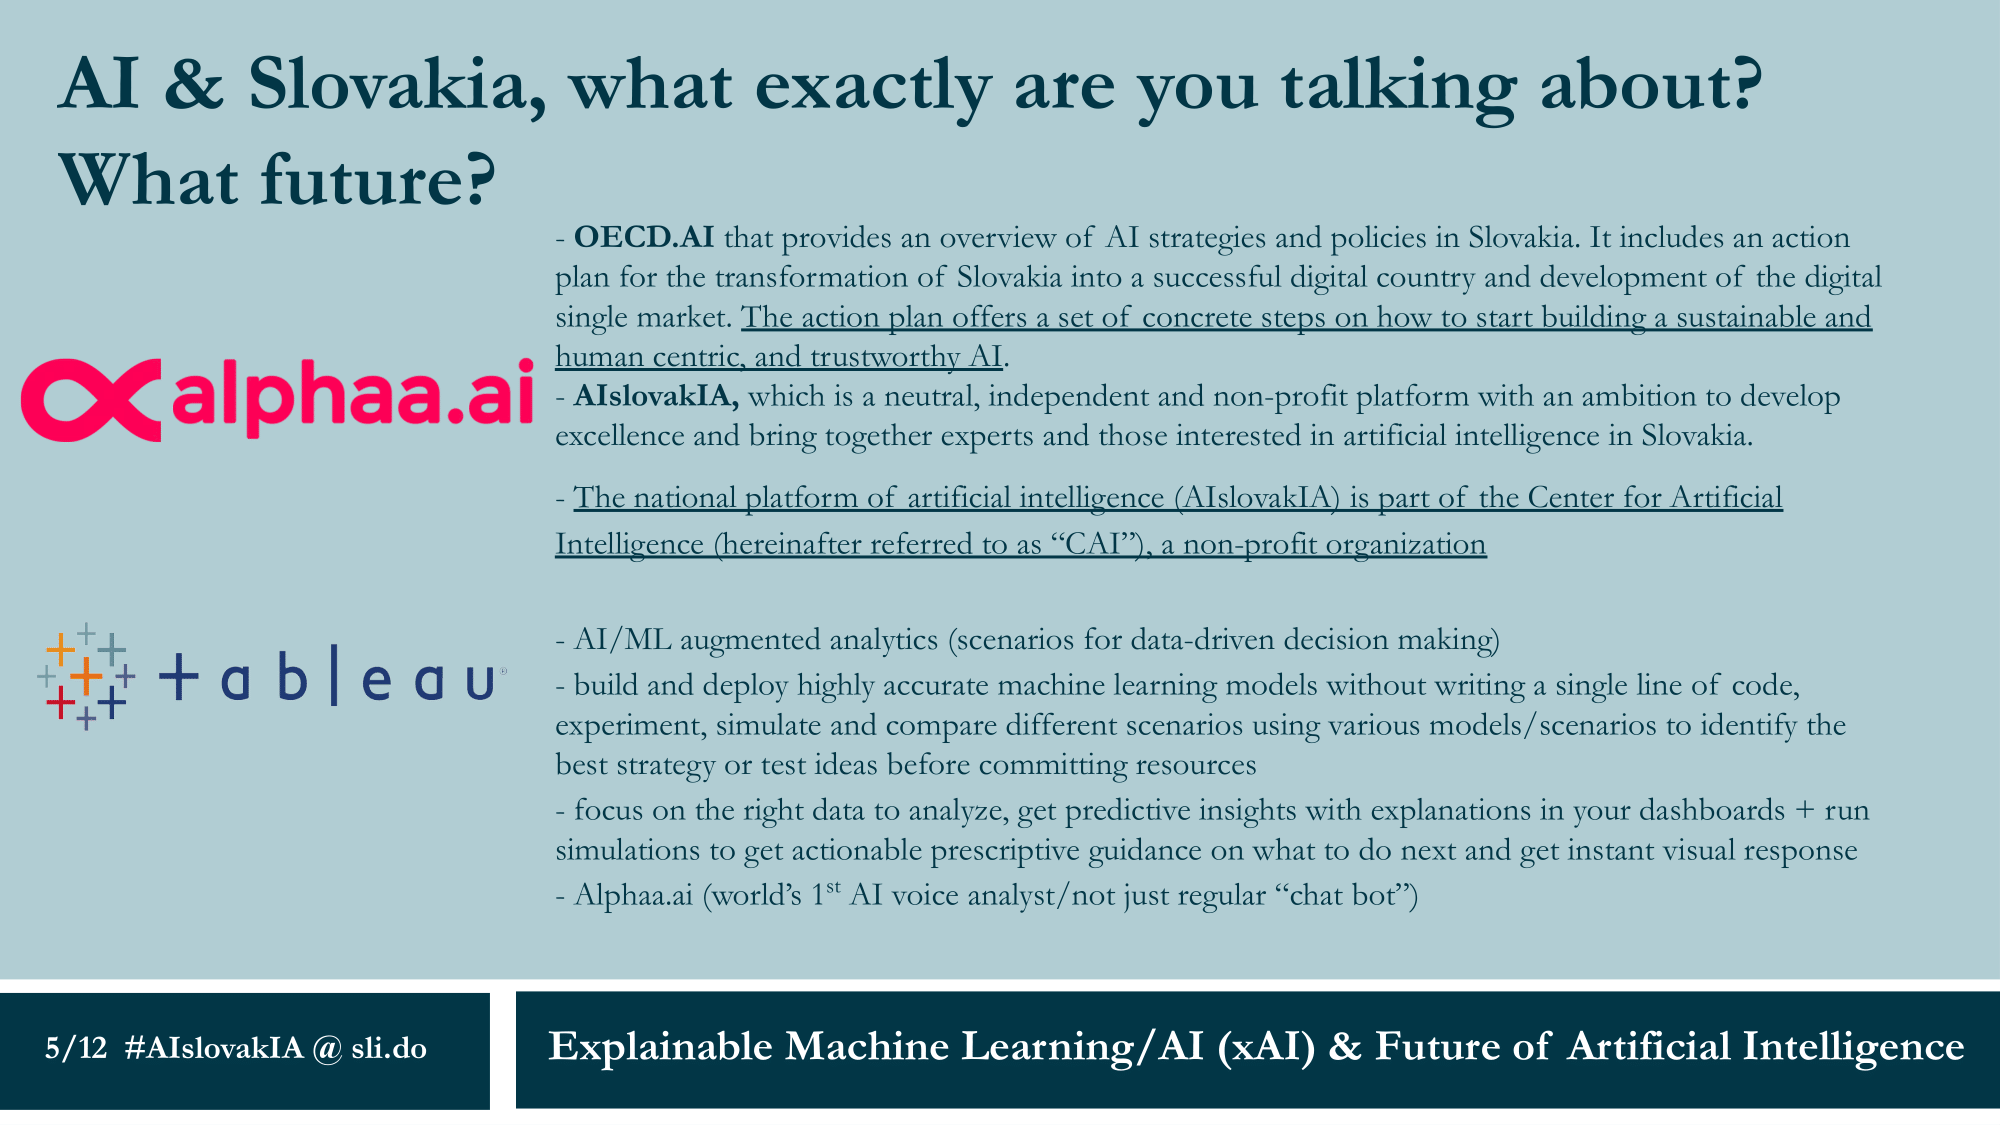 AI & Slovakia, what exactly are you talking about?
What future?
- OECD.AI that provides an overview of AI strategies and policies in Slovakia. It includes an action
plan for the transformation of Slovakia into a successful digital country and development of the digital
single market. The action plan offers a set of concrete steps on how to start building a sustainable and
human centric, and trustworthy AI.
- AIslovakIA, which is a neutral, independent and non-profit platform with an ambition to develop
excellence and bring together experts and those interested in artificial intelligence in Slovakia.
- The national platform of artificial intelligence (AIslovakIA) is part of the Center for Artificial
Intelligence (hereinafter referred to as “CAI”), a non-profit organization
alphaa.ai
tableau®
- AI/ML augmented analytics (scenarios for data-driven decision making)
- build and deploy highly accurate machine learning models without writing a single line of code,
experiment, simulate and compare different scenarios using various models/scenarios to identify the
best strategy or test ideas before committing resources
- focus on the right data to analyze, get predictive insights with explanations in your dashboards + run
simulations to get actionable prescriptive guidance on what to do next and get instant visual response
- Alphaa.ai (world’s 1st AI voice analyst/not just regular “chat bot”)
5/12 #AIslovakIA @ sli.do
Explainable Machine Learning/AI (xAI) & Future of Artificial Intelligence